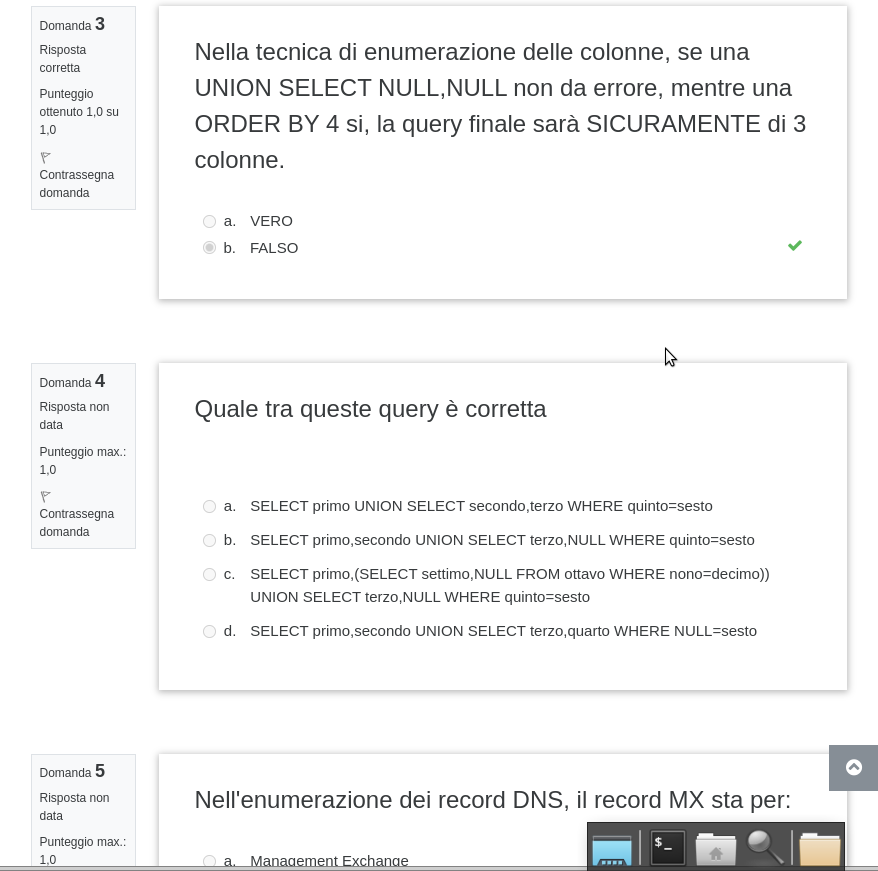 Domanda 3
Risposta
corretta
Punteggio
ottenuto 1,0 su
1,0
Contrassegna
domanda
Nella tecnica di enumerazione delle colonne, se una
UNION SELECT NULL,NULL non da errore, mentre una
ORDER BY 4 si, la query finale sarà SICURAMENTE di 3
colonne.
a. VERO
b. FALSO
Domanda 4
Risposta non
data
Punteggio max.:
1,0
Contrassegna
domanda
Quale tra queste query è corretta
a. SELECT primo UNION SELECT secondo,terzo WHERE quinto=sesto
b. SELECT primo,secondo UNION SELECT terzo,NULL WHERE quinto=sesto
c. SELECT primo,(SELECT settimo,NULL FROM ottavo WHERE nono=decimo))
UNION SELECT terzo,NULL WHERE quinto=sesto
d. SELECT primo,secondo UNION SELECT terzo,quarto WHERE NULL=sesto
Domanda 5
Risposta non
data
Punteggio max.:
1,0
Nell'enumerazione dei record DNS, il record MX sta per:
a. Management Exchange
$_